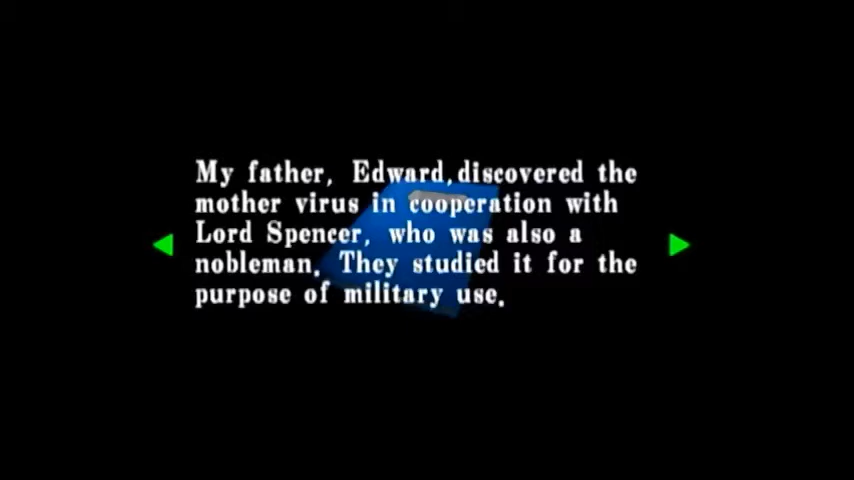 My father, Edward,discovered the
mother virus in cooperation with
Lord Spencer, who was also a
nobleman. They studied it for the
purpose of military use.